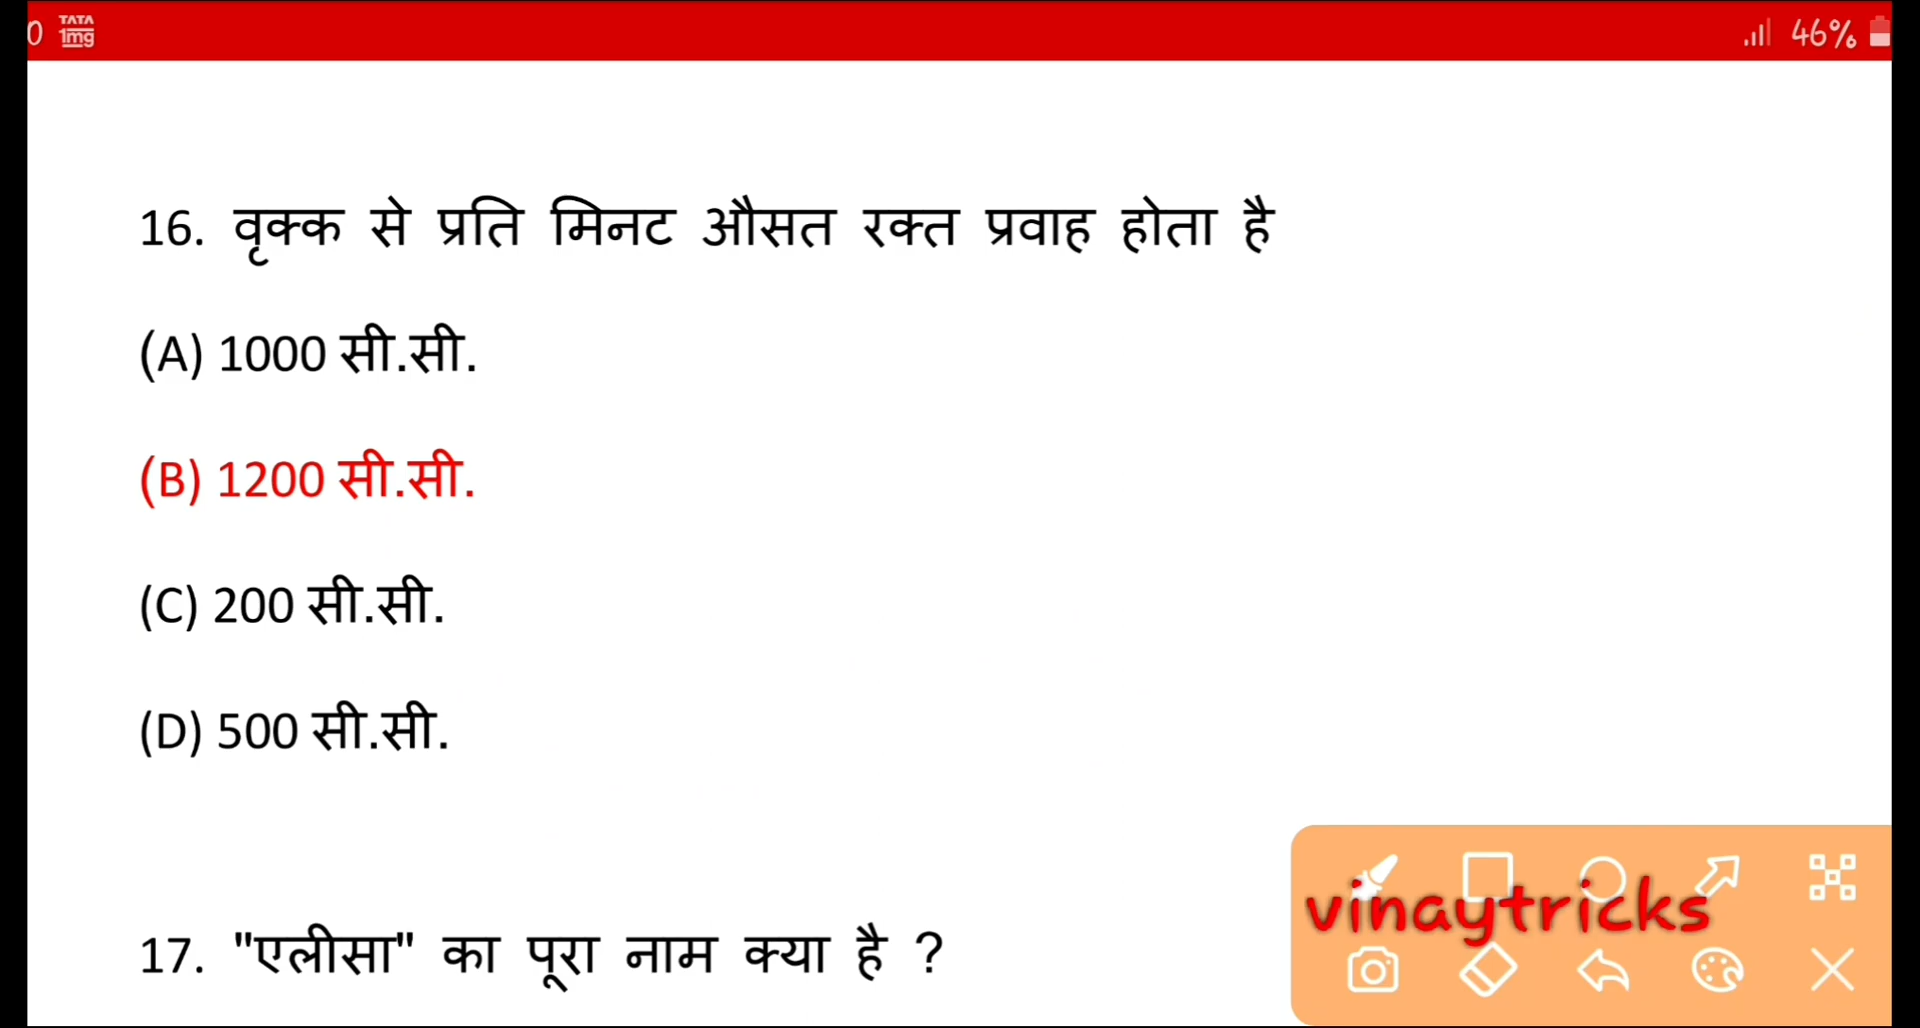 0 TATA 1mg 46%
16. वृक्क से प्रति मिनट औसत रक्त प्रवाह होता है
(A) 1000 सी.सी.
(B) 1200 सी.सी.
(C) 200 सी.सी.
(D) 500 सी.सी.
17. "एलीसा" का पूरा नाम क्या है ?
vinaytricks